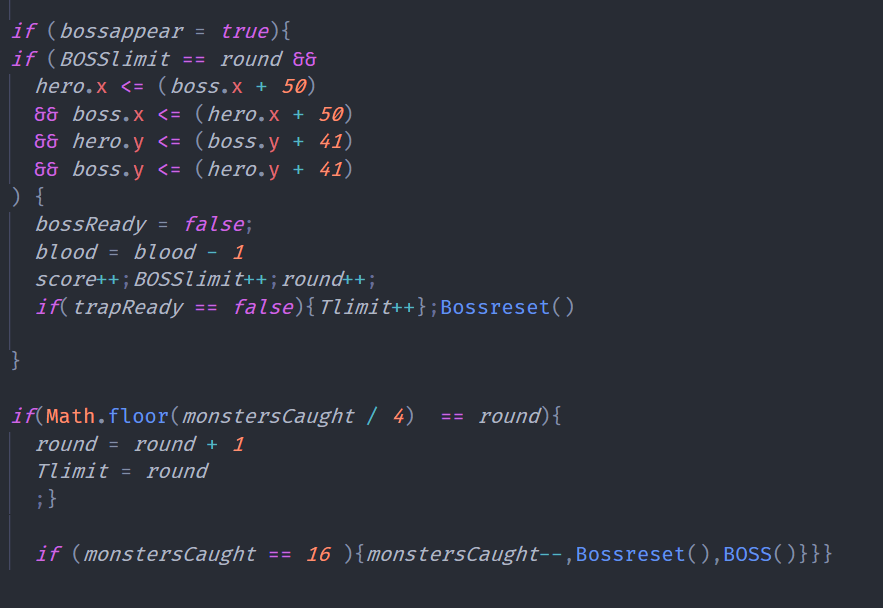 if (bossappear = true){
if (BOSSlimit == round &&
hero.x <= (boss.x + 50)
&& boss.x <= (hero.x + 50)
&& hero.y <= (boss.y + 41)
&& boss.y <= (hero.y + 41)
) {
bossReady = false;
blood = blood - 1
score++;BOSSlimit++;round++;
if(trapReady == false){Tlimit++};Bossreset()
}
if(Math.floor(monstersCaught / 4)  == round){
round = round + 1
Tlimit = round
;}
if (monstersCaught == 16 ){monstersCaught--,Bossreset(),BOSS()}}}